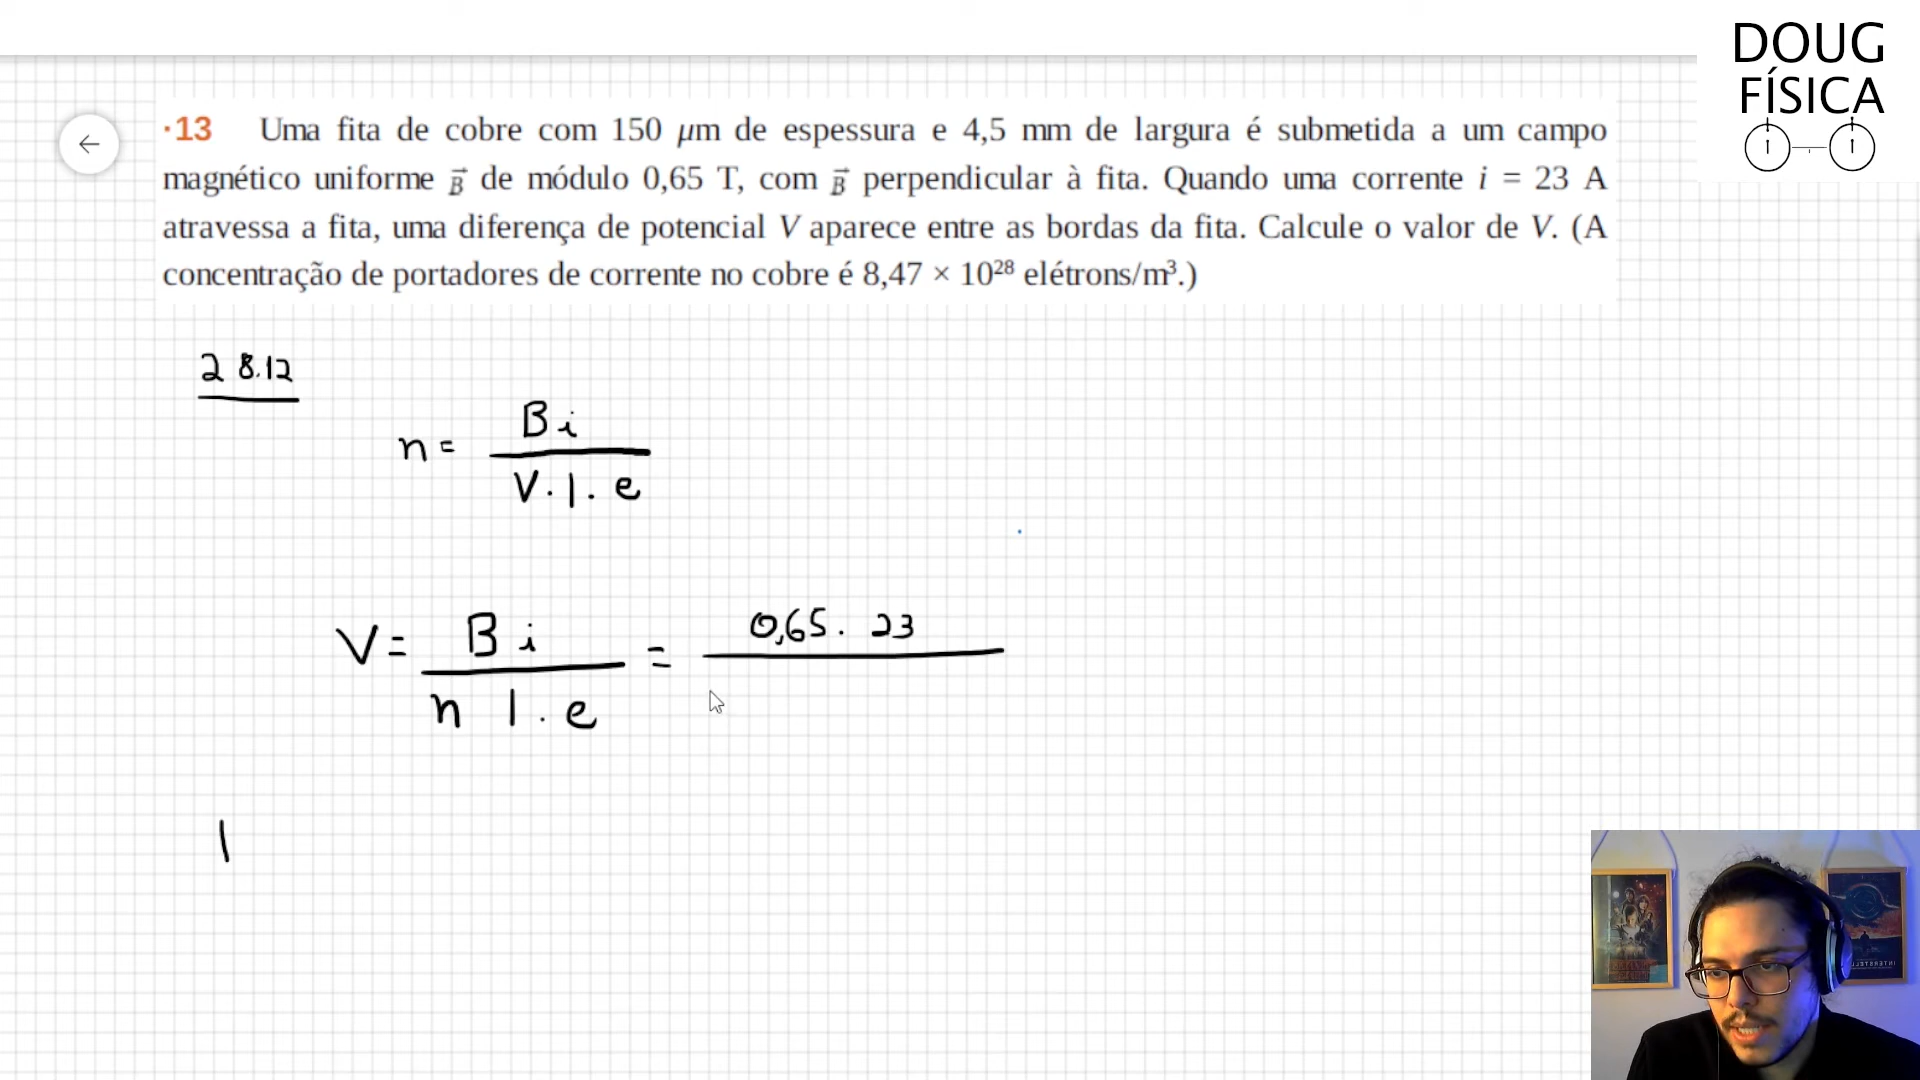 DOUG
FÍSICA
·13 Uma fita de cobre com 150 μm de espessura e 4,5 mm de largura é submetida a um campo
magnético uniforme B⃗ de módulo 0,65 T, com B⃗ perpendicular à fita. Quando uma corrente i = 23 A
atravessa a fita, uma diferença de potencial V aparece entre as bordas da fita. Calcule o valor de V. (A
concentração de portadores de corrente no cobre é 8,47 × 10²⁸ elétrons/m³.)
28.12
n = B i / V. l. e
V = B i / n l. e = 0,65. 23
l